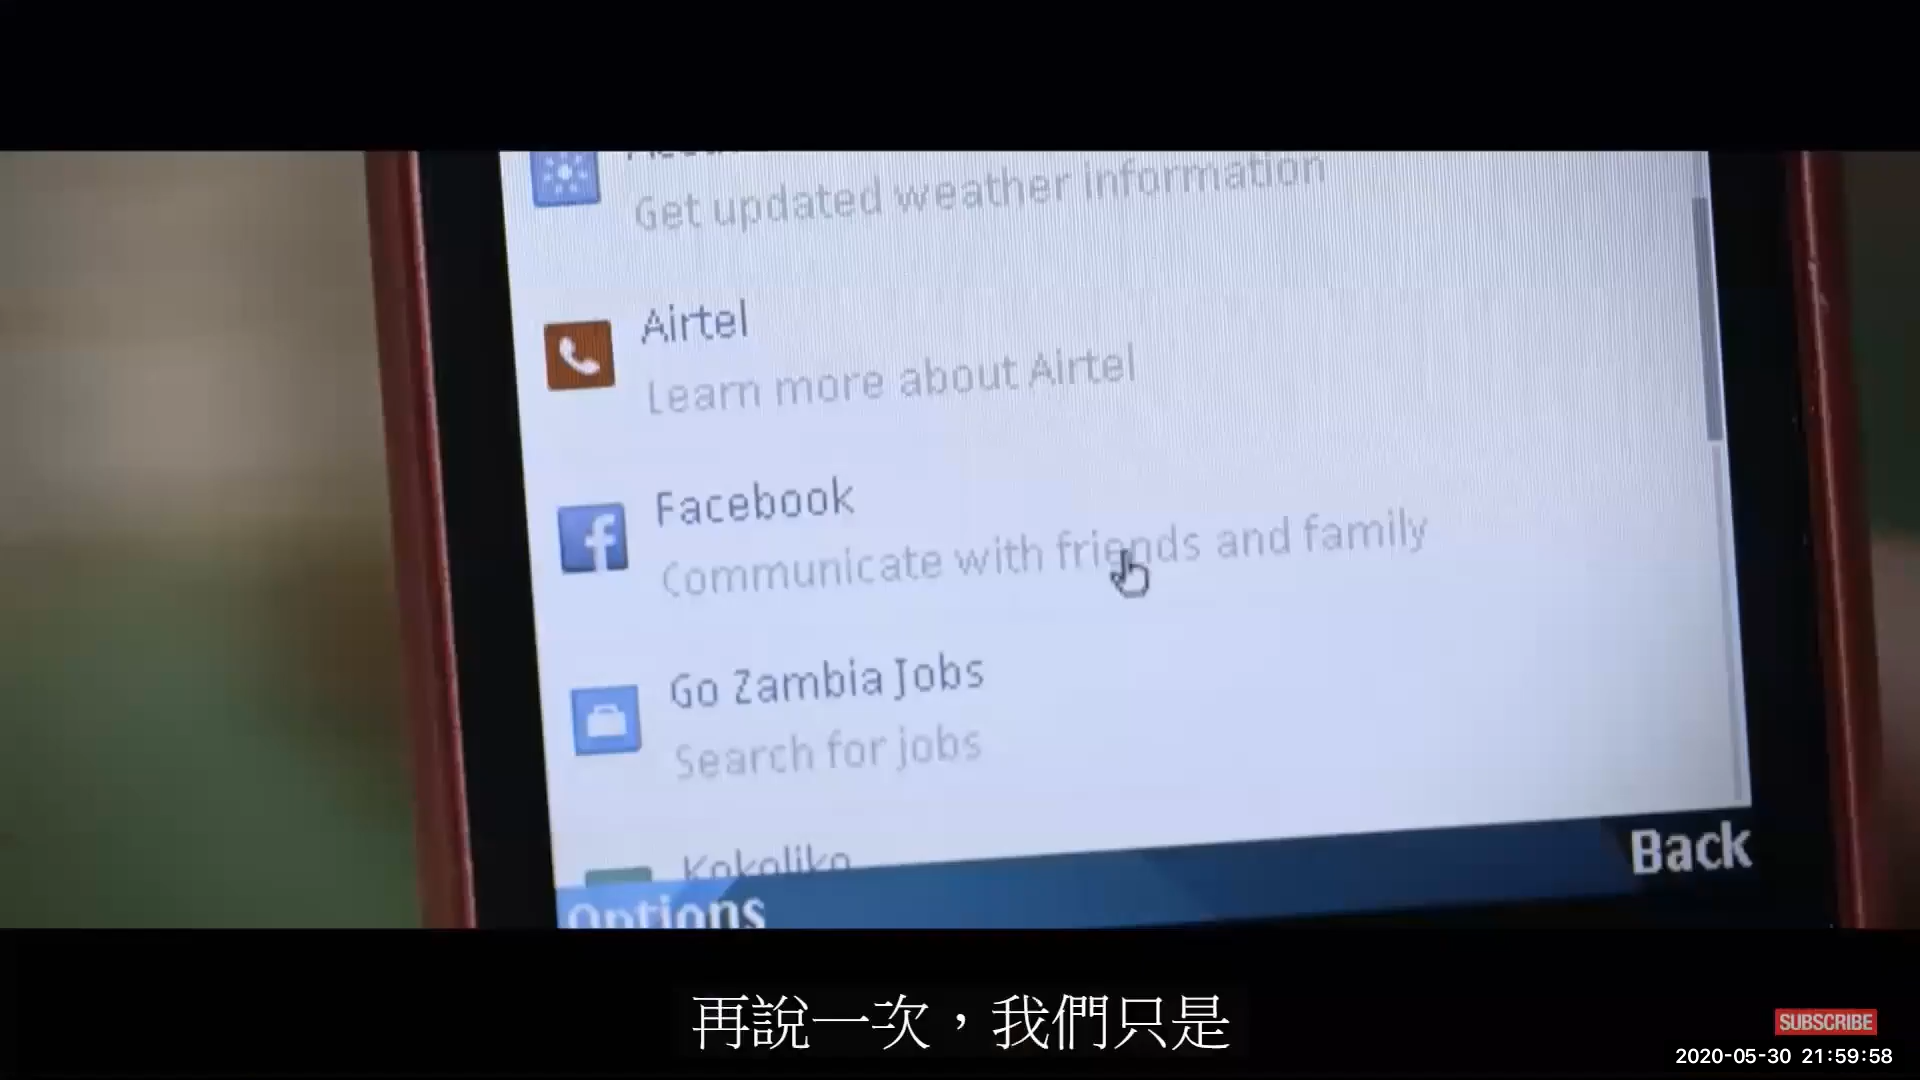 Get updated weather information
Airtel
Learn more about Airtel
Facebook
Communicate with friends and family
Go Zambia Jobs
Search for jobs
Kokoliko
Options
Back
再說一次，我們只是
SUBSCRIBE
2020-05-30 21:59:58